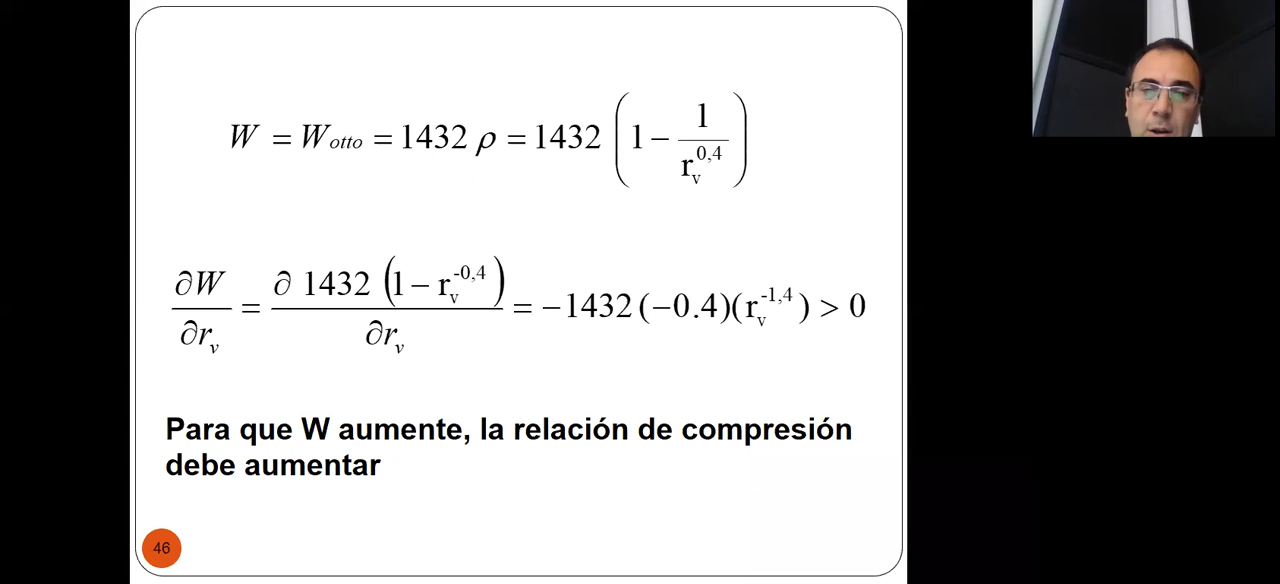 W = W_otto = 1432 ρ = 1432 (1 − 1/r_v^0,4)
∂W/∂r_v = ∂ 1432 (1 − r_v^-0,4)/∂r_v = −1432(−0.4)(r_v^-1,4) > 0
Para que W aumente, la relación de compresión
debe aumentar
46